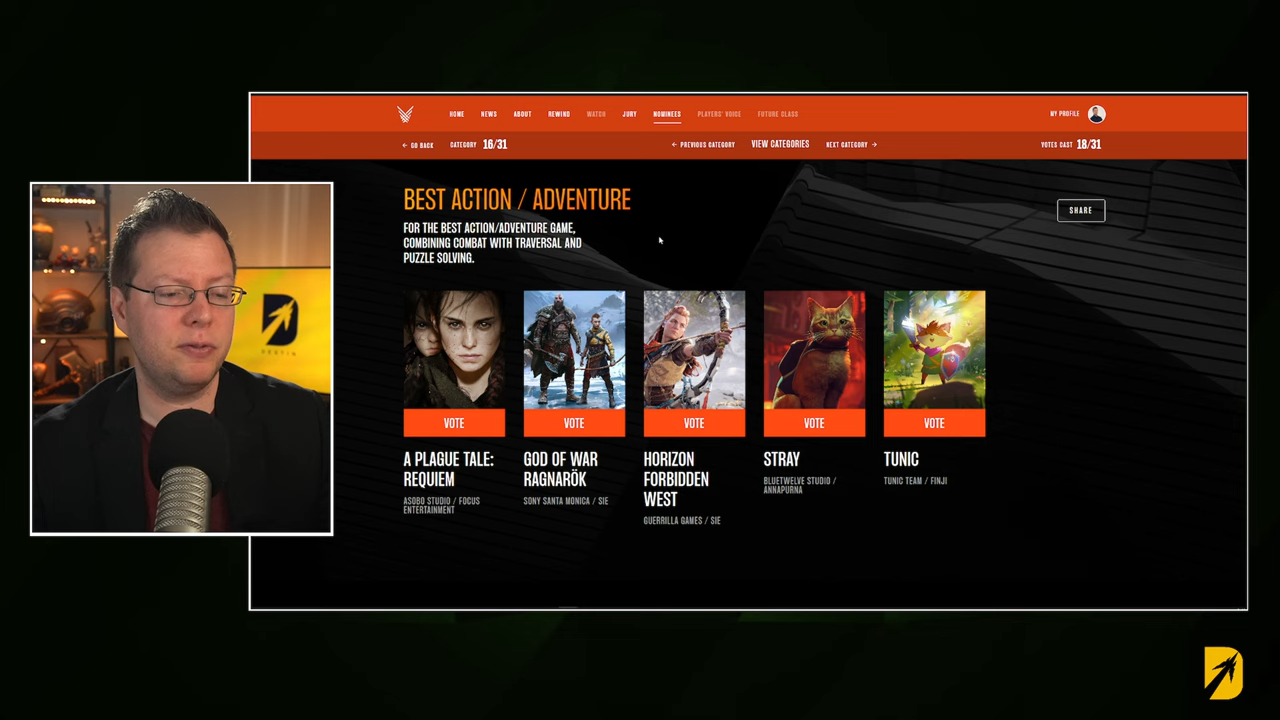 HOME NEWS ABOUT REWIND WATCH JURY NOMINEES PLAYERS' VOICE FUTURE CLASS MY PROFILE
← GO BACK CATEGORY 16/31 ← PREVIOUS CATEGORY VIEW CATEGORIES NEXT CATEGORY → VOTES CAST 18/31
BEST ACTION / ADVENTURE
SHARE
FOR THE BEST ACTION/ADVENTURE GAME,
COMBINING COMBAT WITH TRAVERSAL AND
PUZZLE SOLVING.
VOTE VOTE VOTE VOTE VOTE
A PLAGUE TALE:
REQUIEM
ASOBO STUDIO / FOCUS
ENTERTAINMENT
GOD OF WAR
RAGNARÖK
SONY SANTA MONICA / SIE
HORIZON
FORBIDDEN
WEST
GUERRILLA GAMES / SIE
STRAY
BLUETWELVE STUDIO /
ANNAPURNA
TUNIC
TUNIC TEAM / FINJI
DESTIN